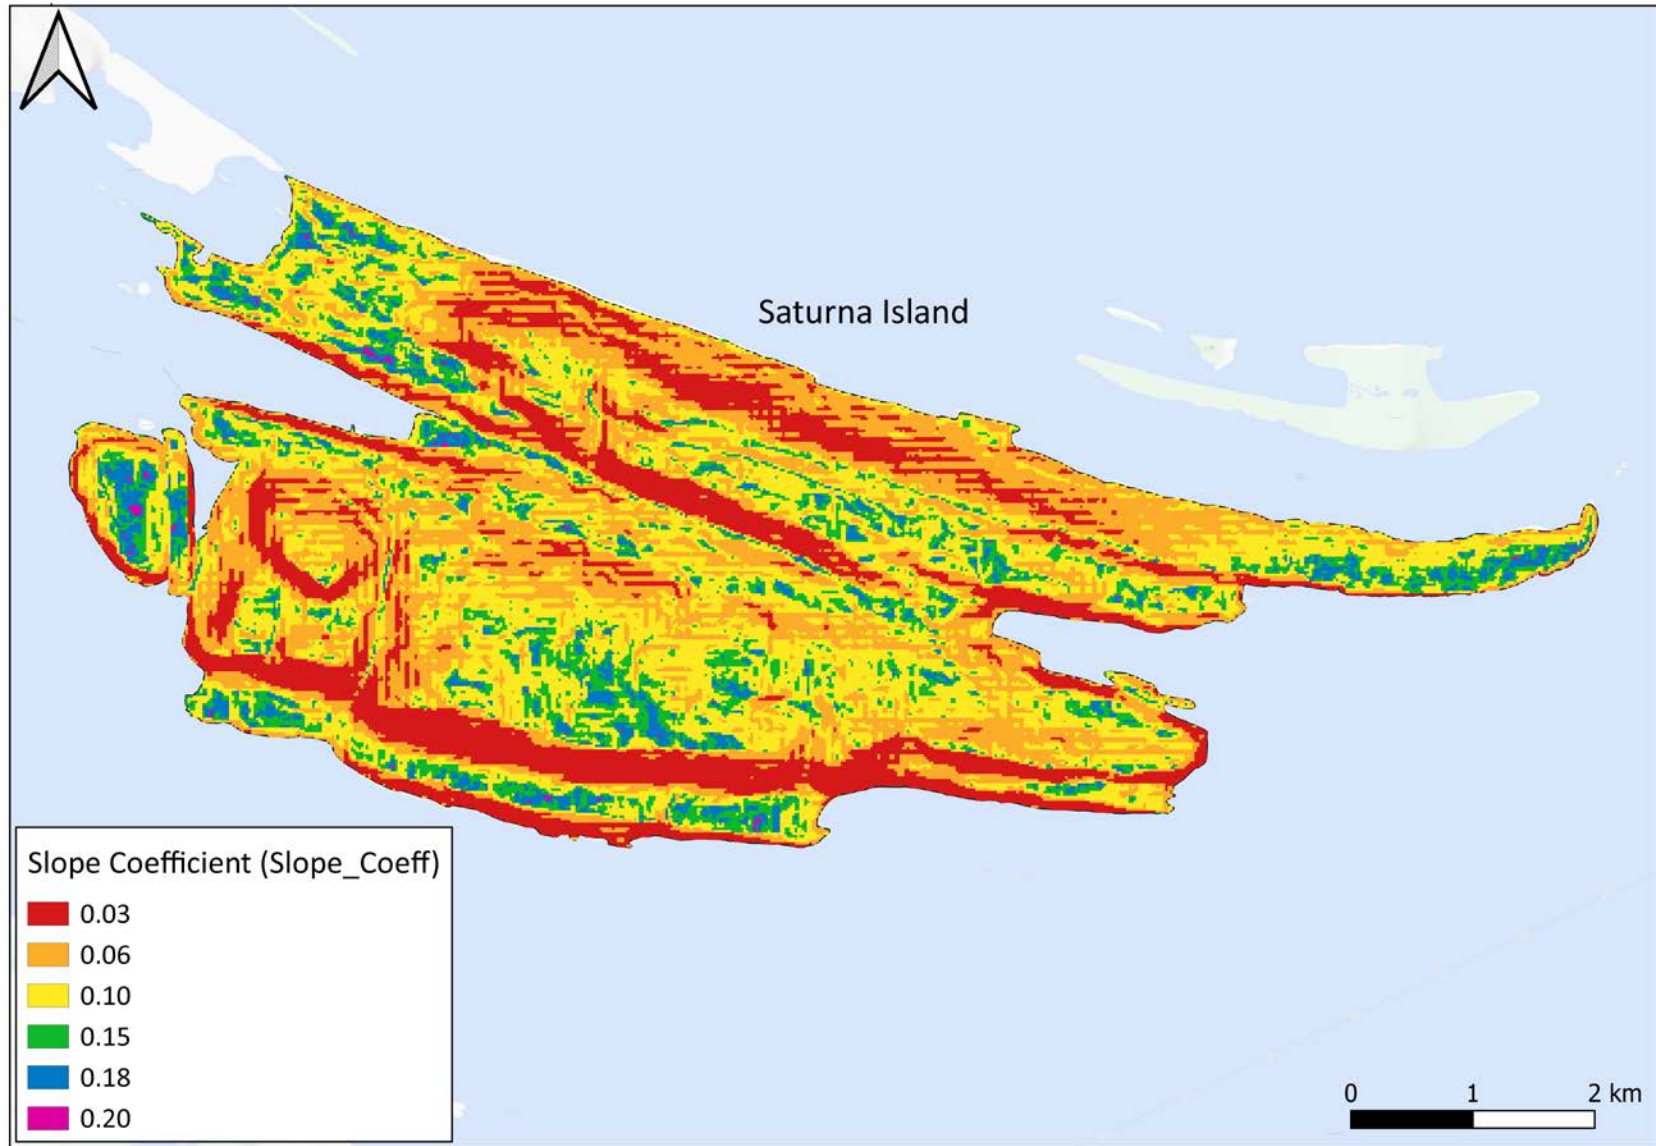 Saturna Island
Slope Coefficient (Slope_Coeff)
0.03
0.06
0.10
0.15
0.18
0.20
0 1 2 km